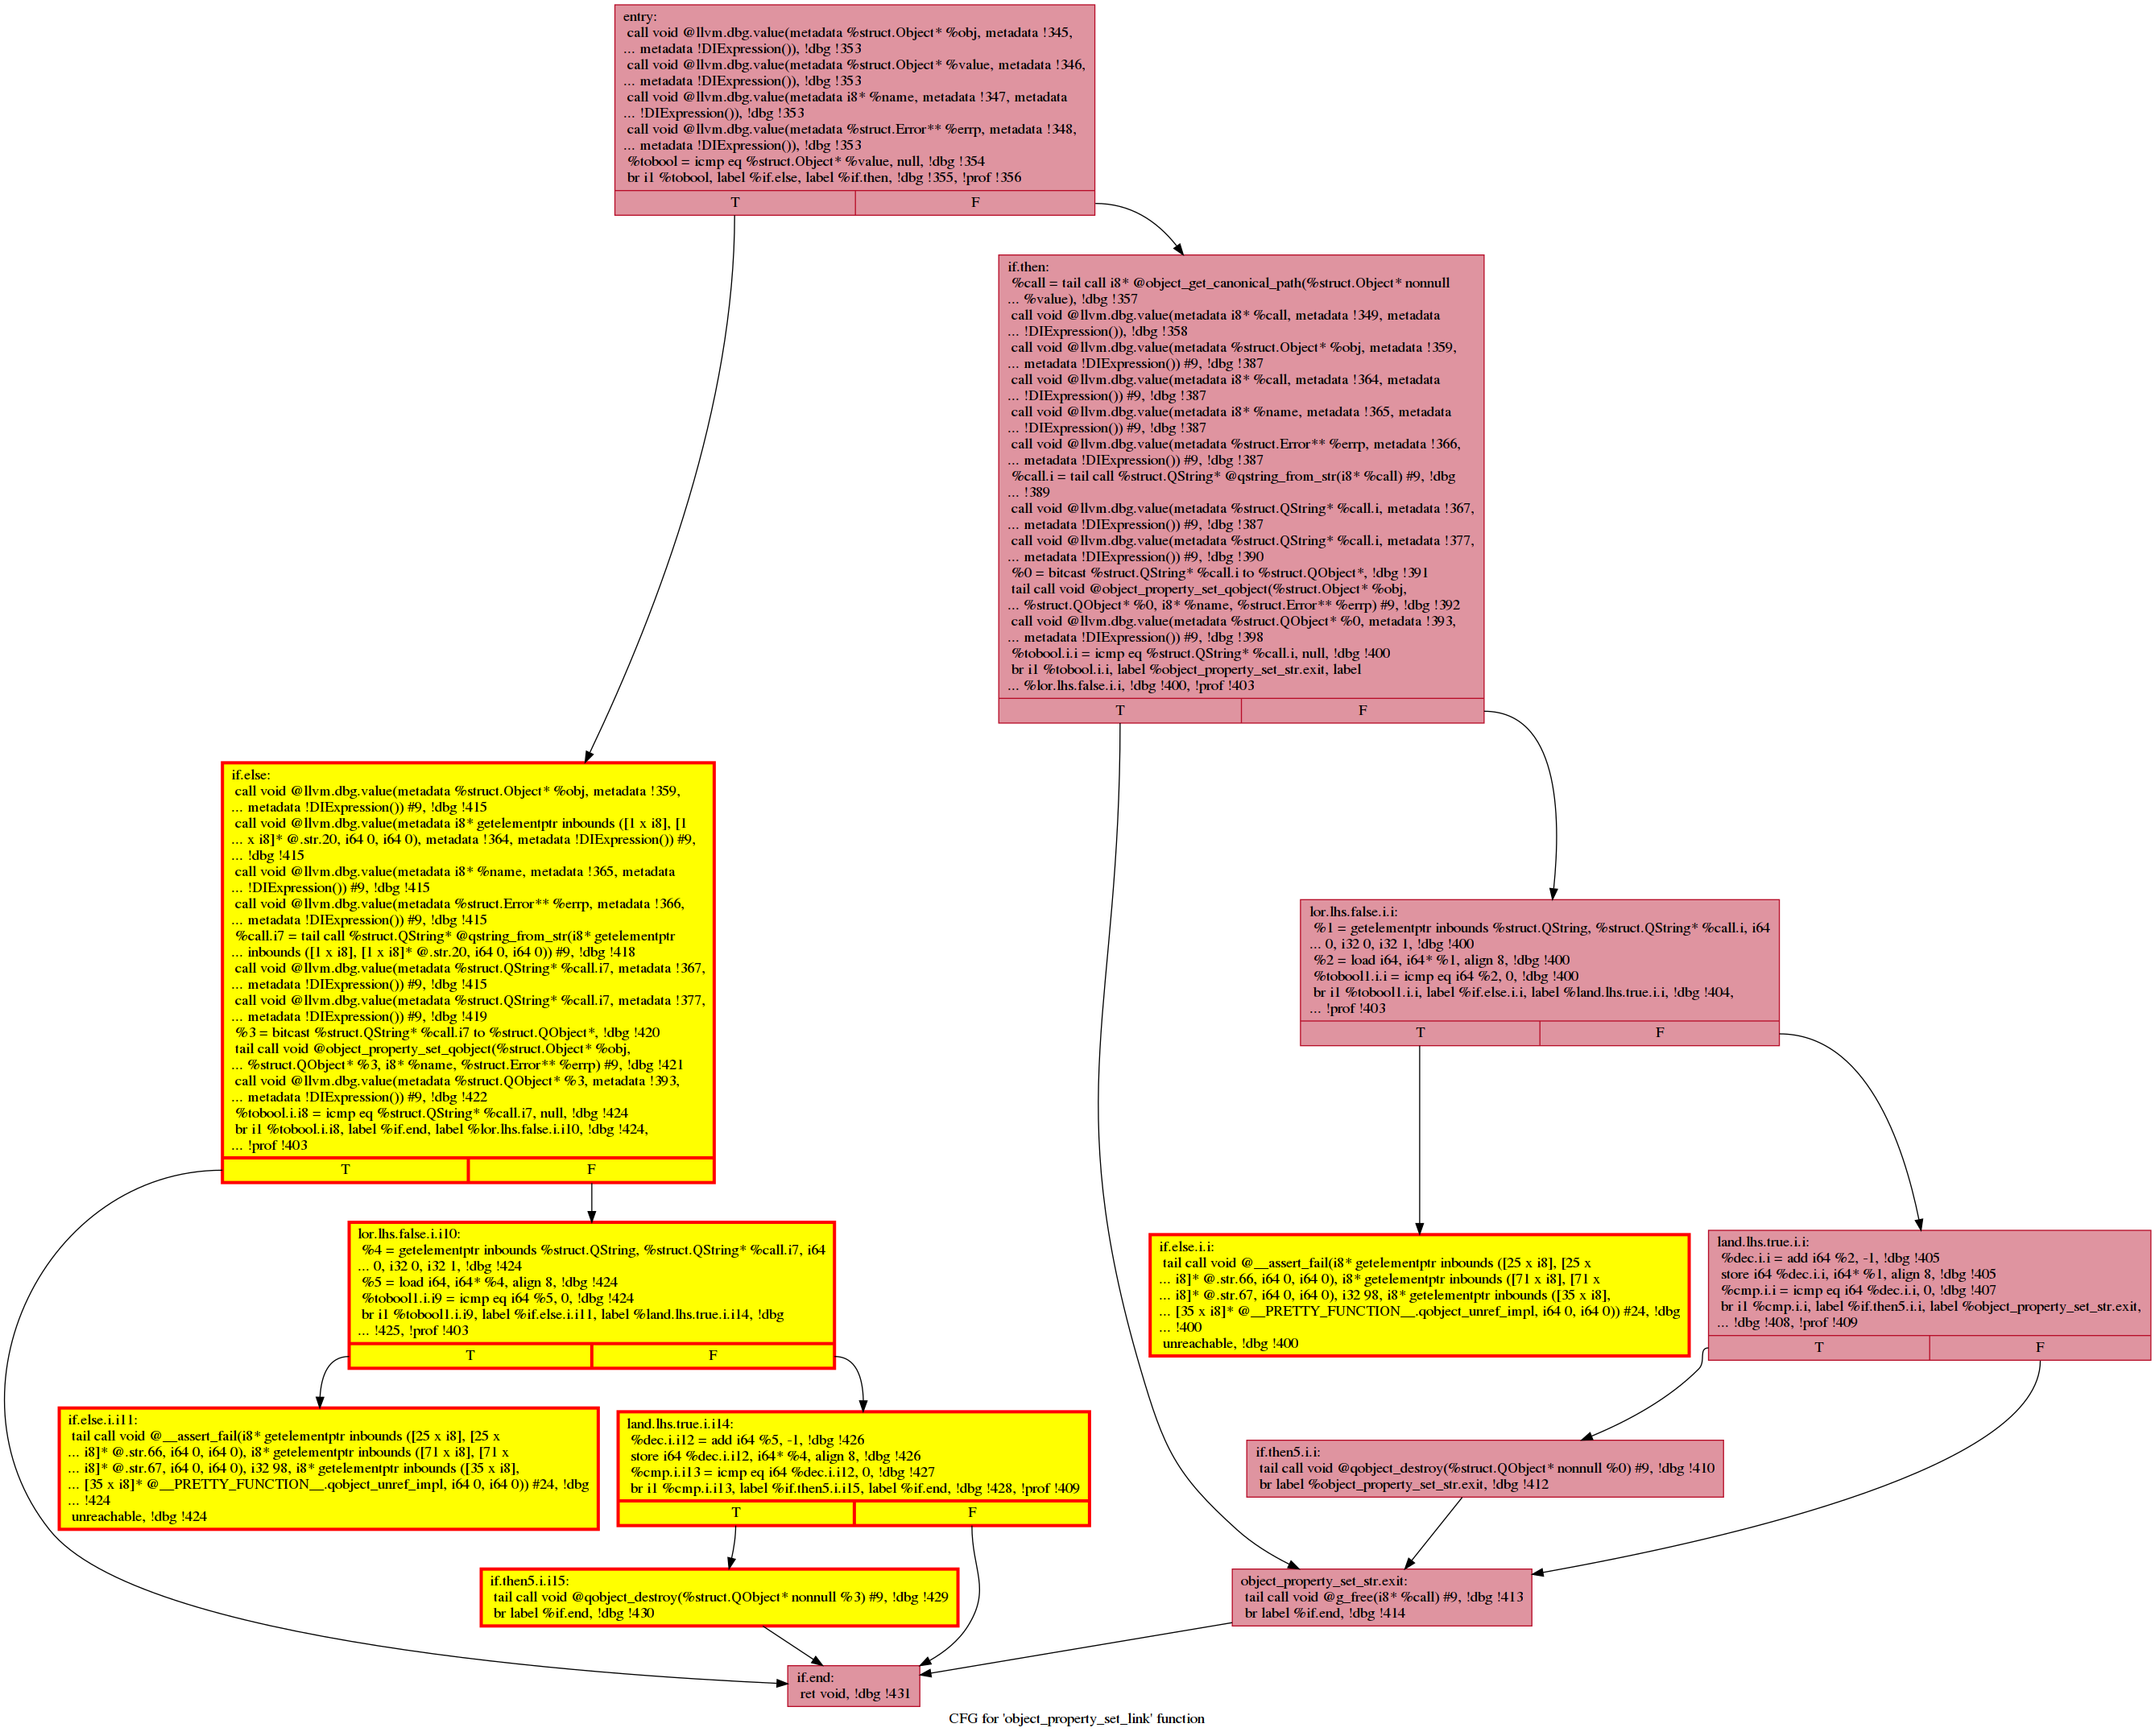 entry:
call void @llvm.dbg.value(metadata %struct.Object* %obj, metadata !345,
... metadata !DIExpression()), !dbg !353
call void @llvm.dbg.value(metadata %struct.Object* %value, metadata !346,
... metadata !DIExpression()), !dbg !353
call void @llvm.dbg.value(metadata i8* %name, metadata !347, metadata
... !DIExpression()), !dbg !353
call void @llvm.dbg.value(metadata %struct.Error** %errp, metadata !348,
... metadata !DIExpression()), !dbg !353
%tobool = icmp eq %struct.Object* %value, null, !dbg !354
br i1 %tobool, label %if.else, label %if.then, !dbg !355, !prof !356
T
F
if.then:
%call = tail call i8* @object_get_canonical_path(%struct.Object* nonnull
... %value), !dbg !357
call void @llvm.dbg.value(metadata i8* %call, metadata !349, metadata
... !DIExpression()), !dbg !358
call void @llvm.dbg.value(metadata %struct.Object* %obj, metadata !359,
... metadata !DIExpression()) #9, !dbg !387
call void @llvm.dbg.value(metadata i8* %call, metadata !364, metadata
... !DIExpression()) #9, !dbg !387
call void @llvm.dbg.value(metadata i8* %name, metadata !365, metadata
... !DIExpression()) #9, !dbg !387
call void @llvm.dbg.value(metadata %struct.Error** %errp, metadata !366,
... metadata !DIExpression()) #9, !dbg !387
%call.i = tail call %struct.QString* @qstring_from_str(i8* %call) #9, !dbg
... !389
call void @llvm.dbg.value(metadata %struct.QString* %call.i, metadata !367,
... metadata !DIExpression()) #9, !dbg !387
call void @llvm.dbg.value(metadata %struct.QString* %call.i, metadata !377,
... metadata !DIExpression()) #9, !dbg !390
%0 = bitcast %struct.QString* %call.i to %struct.QObject*, !dbg !391
tail call void @object_property_set_qobject(%struct.Object* %obj,
... %struct.QObject* %0, i8* %name, %struct.Error** %errp) #9, !dbg !392
call void @llvm.dbg.value(metadata %struct.QObject* %0, metadata !393,
... metadata !DIExpression()) #9, !dbg !398
%tobool.i.i = icmp eq %struct.QString* %call.i, null, !dbg !400
br i1 %tobool.i.i, label %object_property_set_str.exit, label
... %lor.lhs.false.i.i, !dbg !400, !prof !403
T
F
if.else:
call void @llvm.dbg.value(metadata %struct.Object* %obj, metadata !359,
... metadata !DIExpression()) #9, !dbg !415
call void @llvm.dbg.value(metadata i8* getelementptr inbounds ([1 x i8], [1
... x i8]* @.str.20, i64 0, i64 0), metadata !364, metadata !DIExpression()) #9,
... !dbg !415
call void @llvm.dbg.value(metadata i8* %name, metadata !365, metadata
... !DIExpression()) #9, !dbg !415
call void @llvm.dbg.value(metadata %struct.Error** %errp, metadata !366,
... metadata !DIExpression()) #9, !dbg !415
%call.i7 = tail call %struct.QString* @qstring_from_str(i8* getelementptr
... inbounds ([1 x i8], [1 x i8]* @.str.20, i64 0, i64 0)) #9, !dbg !418
call void @llvm.dbg.value(metadata %struct.QString* %call.i7, metadata !367,
... metadata !DIExpression()) #9, !dbg !415
call void @llvm.dbg.value(metadata %struct.QString* %call.i7, metadata !377,
... metadata !DIExpression()) #9, !dbg !419
%3 = bitcast %struct.QString* %call.i7 to %struct.QObject*, !dbg !420
tail call void @object_property_set_qobject(%struct.Object* %obj,
... %struct.QObject* %3, i8* %name, %struct.Error** %errp) #9, !dbg !421
call void @llvm.dbg.value(metadata %struct.QObject* %3, metadata !393,
... metadata !DIExpression()) #9, !dbg !422
%tobool.i.i8 = icmp eq %struct.QString* %call.i7, null, !dbg !424
br i1 %tobool.i.i8, label %if.end, label %lor.lhs.false.i.i10, !dbg !424,
... !prof !403
T
F
lor.lhs.false.i.i:
%1 = getelementptr inbounds %struct.QString, %struct.QString* %call.i, i64
... 0, i32 0, i32 1, !dbg !400
%2 = load i64, i64* %1, align 8, !dbg !400
%tobool1.i.i = icmp eq i64 %2, 0, !dbg !400
br i1 %tobool1.i.i, label %if.else.i.i, label %land.lhs.true.i.i, !dbg !404,
... !prof !403
T
F
lor.lhs.false.i.i10:
%4 = getelementptr inbounds %struct.QString, %struct.QString* %call.i7, i64
... 0, i32 0, i32 1, !dbg !424
%5 = load i64, i64* %4, align 8, !dbg !424
%tobool1.i.i9 = icmp eq i64 %5, 0, !dbg !424
br i1 %tobool1.i.i9, label %if.else.i.i11, label %land.lhs.true.i.i14, !dbg
... !425, !prof !403
T
F
if.else.i.i:
tail call void @__assert_fail(i8* getelementptr inbounds ([25 x i8], [25 x
... i8]* @.str.66, i64 0, i64 0), i8* getelementptr inbounds ([71 x i8], [71 x
... i8]* @.str.67, i64 0, i64 0), i32 98, i8* getelementptr inbounds ([35 x i8],
... [35 x i8]* @__PRETTY_FUNCTION__.qobject_unref_impl, i64 0, i64 0)) #24, !dbg
... !400
unreachable, !dbg !400
land.lhs.true.i.i:
%dec.i.i = add i64 %2, -1, !dbg !405
store i64 %dec.i.i, i64* %1, align 8, !dbg !405
%cmp.i.i = icmp eq i64 %dec.i.i, 0, !dbg !407
br i1 %cmp.i.i, label %if.then5.i.i, label %object_property_set_str.exit,
... !dbg !408, !prof !409
T
F
if.else.i.i11:
tail call void @__assert_fail(i8* getelementptr inbounds ([25 x i8], [25 x
... i8]* @.str.66, i64 0, i64 0), i8* getelementptr inbounds ([71 x i8], [71 x
... i8]* @.str.67, i64 0, i64 0), i32 98, i8* getelementptr inbounds ([35 x i8],
... [35 x i8]* @__PRETTY_FUNCTION__.qobject_unref_impl, i64 0, i64 0)) #24, !dbg
... !424
unreachable, !dbg !424
land.lhs.true.i.i14:
%dec.i.i12 = add i64 %5, -1, !dbg !426
store i64 %dec.i.i12, i64* %4, align 8, !dbg !426
%cmp.i.i13 = icmp eq i64 %dec.i.i12, 0, !dbg !427
br i1 %cmp.i.i13, label %if.then5.i.i15, label %if.end, !dbg !428, !prof !409
T
F
if.then5.i.i:
tail call void @qobject_destroy(%struct.QObject* nonnull %0) #9, !dbg !410
br label %object_property_set_str.exit, !dbg !412
if.then5.i.i15:
tail call void @qobject_destroy(%struct.QObject* nonnull %3) #9, !dbg !429
br label %if.end, !dbg !430
object_property_set_str.exit:
tail call void @g_free(i8* %call) #9, !dbg !413
br label %if.end, !dbg !414
if.end:
ret void, !dbg !431
CFG for 'object_property_set_link' function